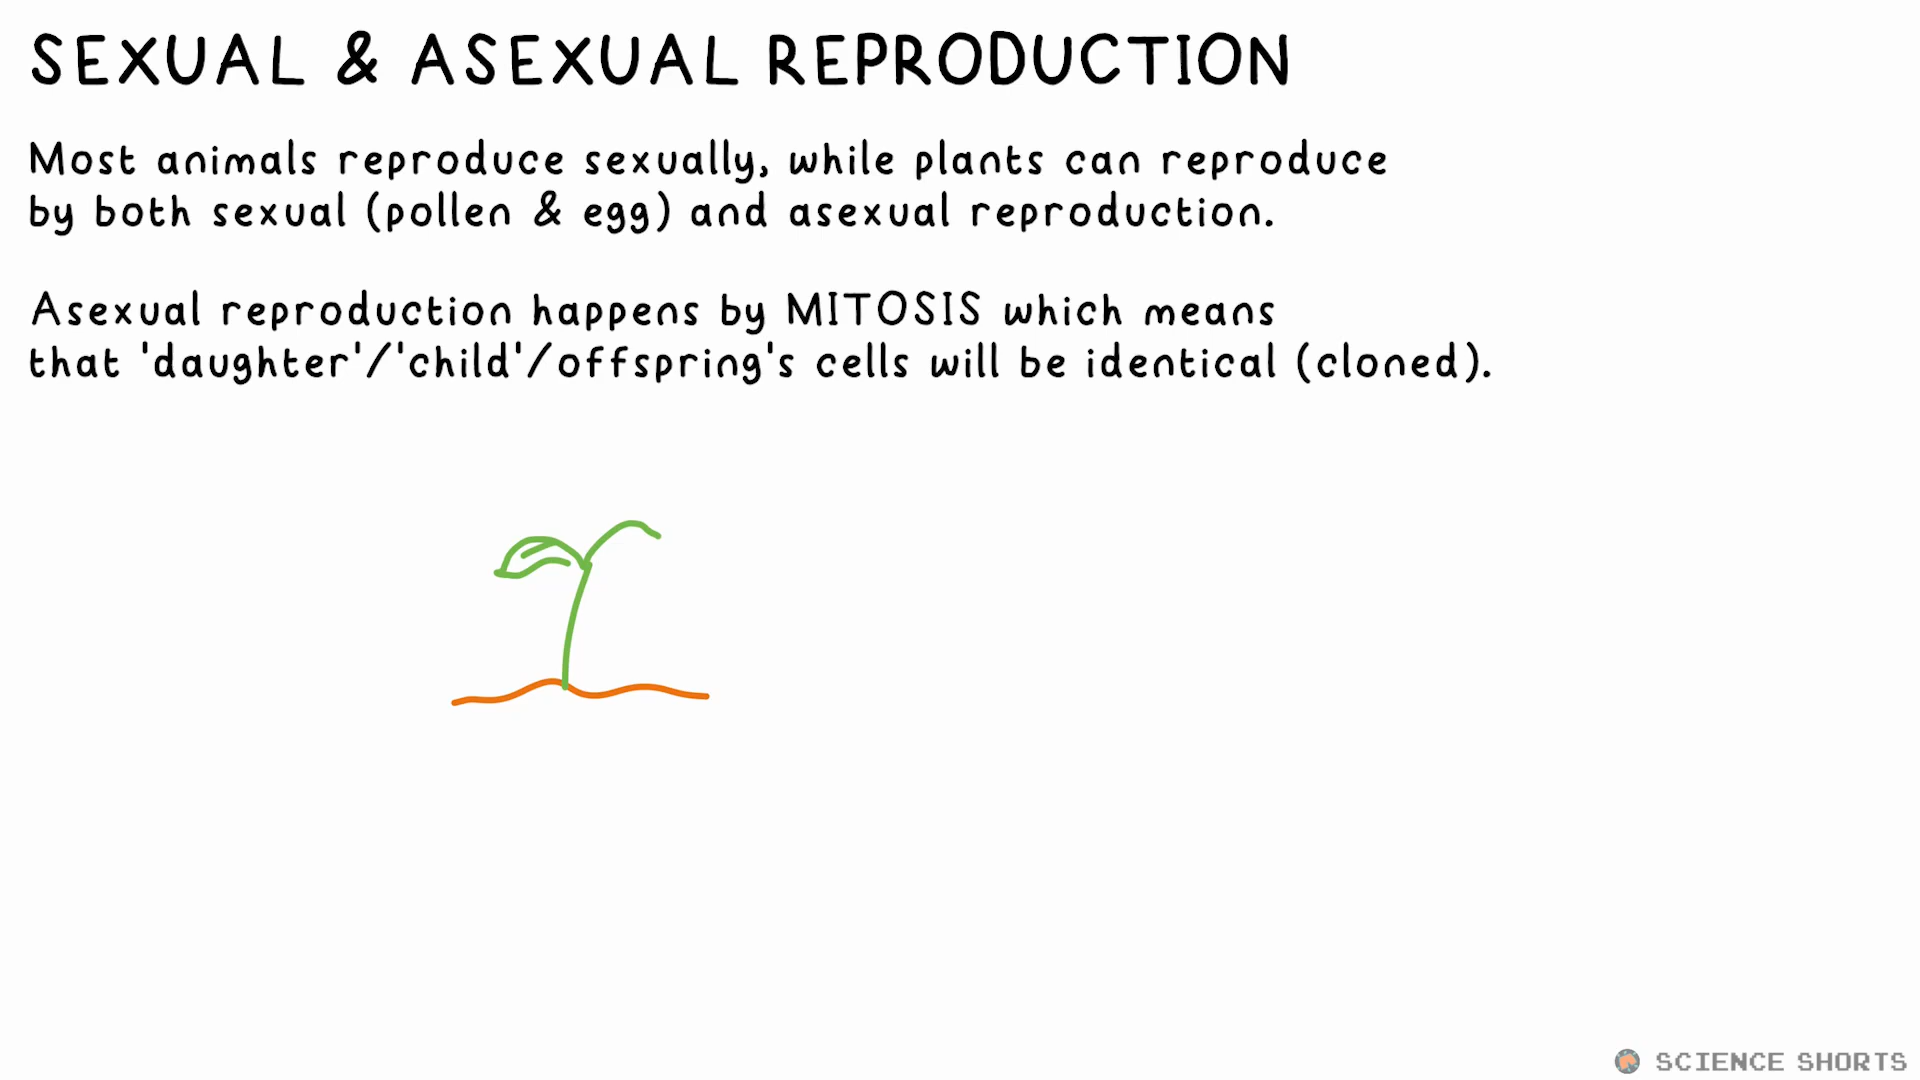 SEXUAL & ASEXUAL REPRODUCTION
Most animals reproduce sexually, while plants can reproduce
by both sexual (pollen & egg) and asexual reproduction.
Asexual reproduction happens by MITOSIS which means
that 'daughter'/'child'/offspring's cells will be identical (cloned).
SCIENCE SHORTS